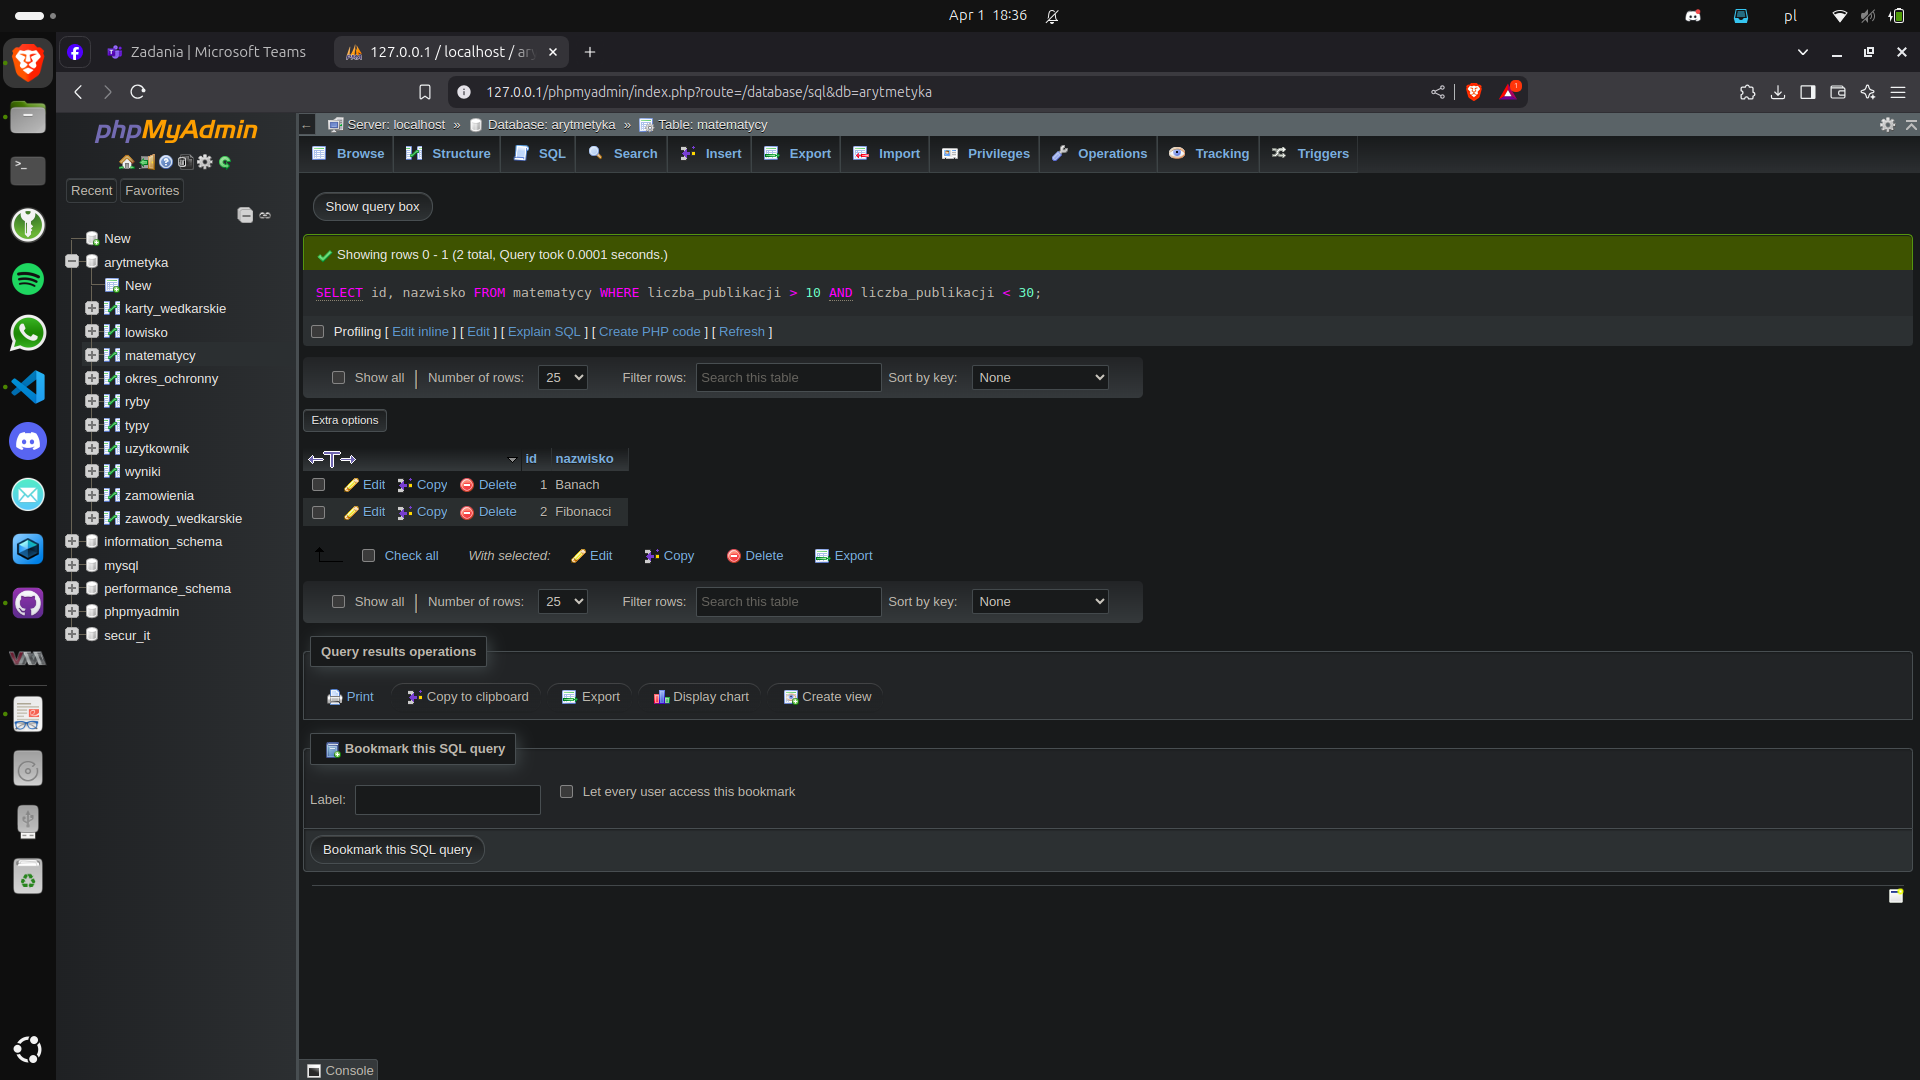 Apr 1 18:36
pl
Zadania | Microsoft Teams
127.0.0.1 / localhost / ary
127.0.0.1/phpmyadmin/index.php?route=/database/sql&db=arytmetyka
1
phpMyAdmin
Recent
Favorites
New
arytmetyka
New
karty_wedkarskie
lowisko
matematycy
okres_ochronny
ryby
typy
uzytkownik
wyniki
zamowienia
zawody_wedkarskie
information_schema
mysql
performance_schema
phpmyadmin
secur_it
Server: localhost » Database: arytmetyka » Table: matematycy
Browse Structure SQL Search Insert Export Import Privileges Operations Tracking Triggers
Show query box
Showing rows 0 - 1 (2 total, Query took 0.0001 seconds.)
SELECT id, nazwisko FROM matematycy WHERE liczba_publikacji > 10 AND liczba_publikacji < 30;
Profiling [ Edit inline ] [ Edit ] [ Explain SQL ] [ Create PHP code ] [ Refresh ]
Show all | Number of rows: 25 Filter rows: Search this table Sort by key: None
Extra options
id nazwisko
Edit Copy Delete 1 Banach
Edit Copy Delete 2 Fibonacci
Check all With selected: Edit Copy Delete Export
Show all | Number of rows: 25 Filter rows: Search this table Sort by key: None
Query results operations
Print Copy to clipboard Export Display chart Create view
Bookmark this SQL query
Label: Let every user access this bookmark
Bookmark this SQL query
Console